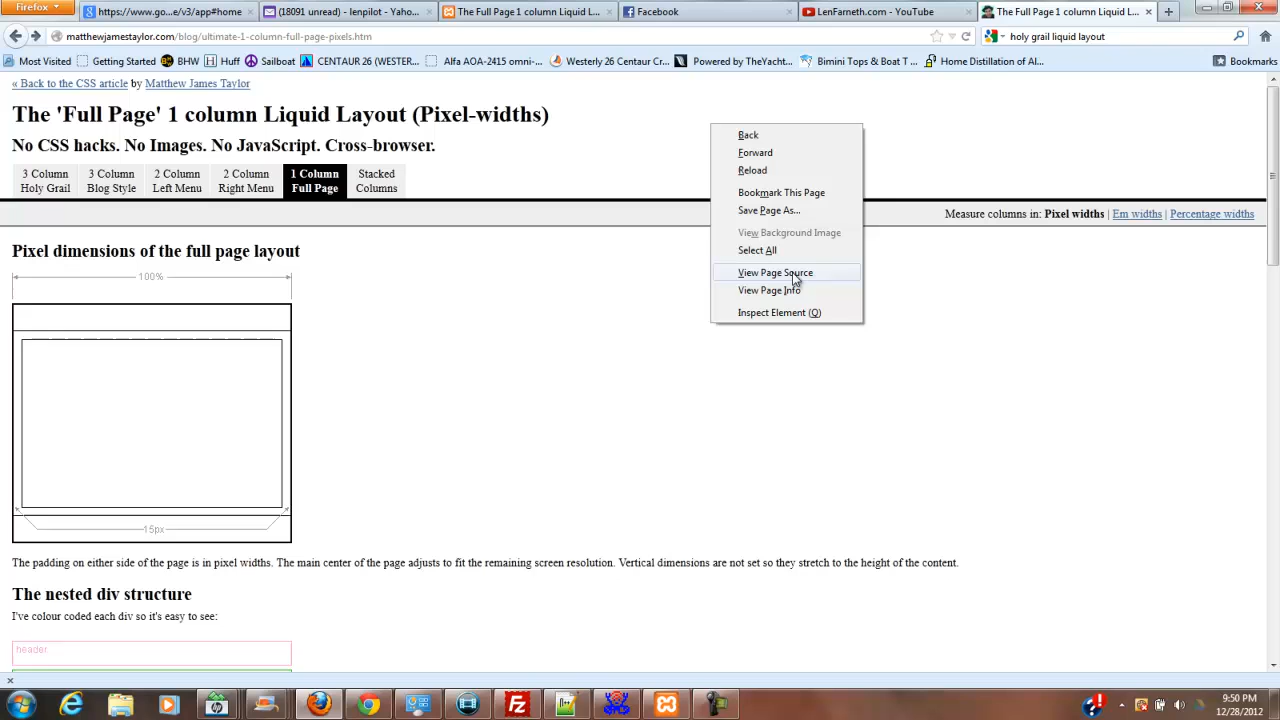 Firefox
https://www.google...e/v3/app#home
(18091 unread) - lenpilot - Yaho...
The Full Page 1 column Liquid L...
Facebook
LenFarneth.com - YouTube
The Full Page 1 column Liquid L...
matthewjamestaylor.com/blog/ultimate-1-column-full-page-pixels.htm
holy grail liquid layout
Most Visited
Getting Started
BHW
Huff
Sailboat
CENTAUR 26 (WESTER...
Alfa AOA-2415 omni-...
Westerly 26 Centaur Cr...
Powered by TheYacht...
Bimini Tops & Boat T ...
Home Distillation of Al...
Bookmarks
« Back to the CSS article by Matthew James Taylor
The 'Full Page' 1 column Liquid Layout (Pixel-widths)
No CSS hacks. No Images. No JavaScript. Cross-browser.
3 Column
Holy Grail
3 Column
Blog Style
2 Column
Left Menu
2 Column
Right Menu
1 Column
Full Page
Stacked
Columns
Back
Forward
Reload
Bookmark This Page
Save Page As...
View Background Image
Select All
View Page Source
View Page Info
Inspect Element (Q)
Measure columns in: Pixel widths | Em widths | Percentage widths
Pixel dimensions of the full page layout
100%
15px
The padding on either side of the page is in pixel widths. The main center of the page adjusts to fit the remaining screen resolution. Vertical dimensions are not set so they stretch to the height of the content.
The nested div structure
I've colour coded each div so it's easy to see:
header
9:50 PM
12/28/2012